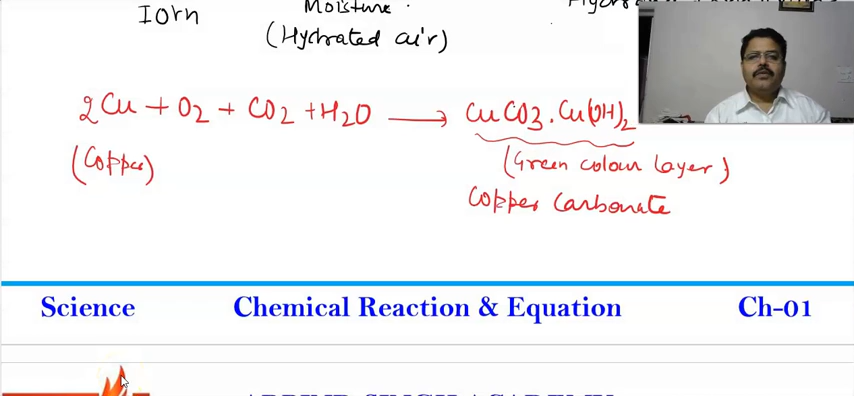 Iorn
Moisture
(Hydrated air)
2Cu + O2 + CO2 + H2O → CuCO3.Cu(OH)2
(Copper)
(Green colour layer)
Copper Carbonate
Science
Chemical Reaction & Equation
Ch-01